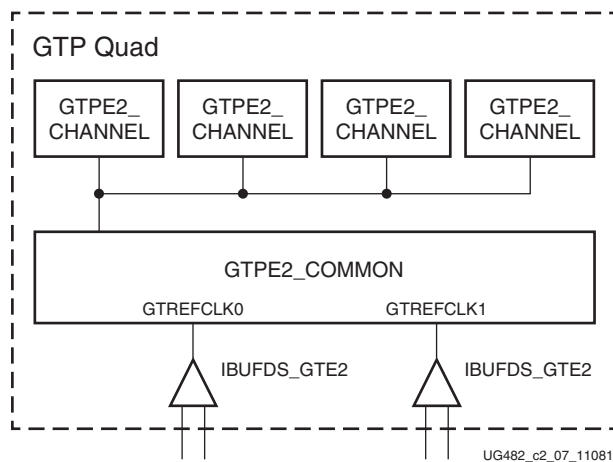 GTP Quad
GTPE2_
CHANNEL
GTPE2_
CHANNEL
GTPE2_
CHANNEL
GTPE2_
CHANNEL
GTPE2_COMMON
GTREFCLK0
GTREFCLK1
IBUFDS_GTE2
IBUFDS_GTE2
UG482_c2_07_11081